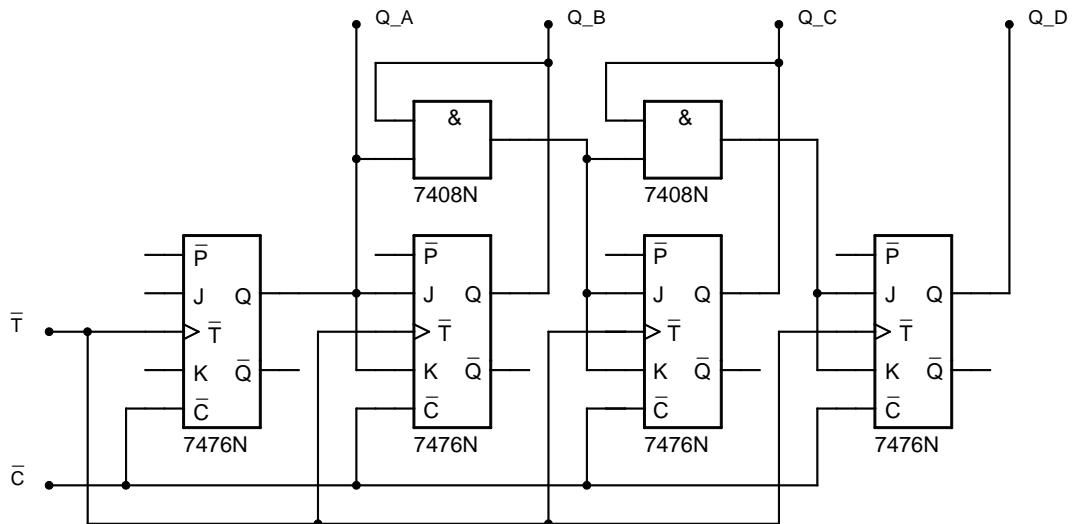 Q_A Q_B Q_C Q_D
& &
7408N 7408N
P̅ P̅ P̅ P̅
J Q J Q J Q J Q
T̅ T̅ T̅ T̅ T̅
K Q̅ K Q̅ K Q̅ K Q̅
C̅ C̅ C̅ C̅
7476N 7476N 7476N 7476N
C̅